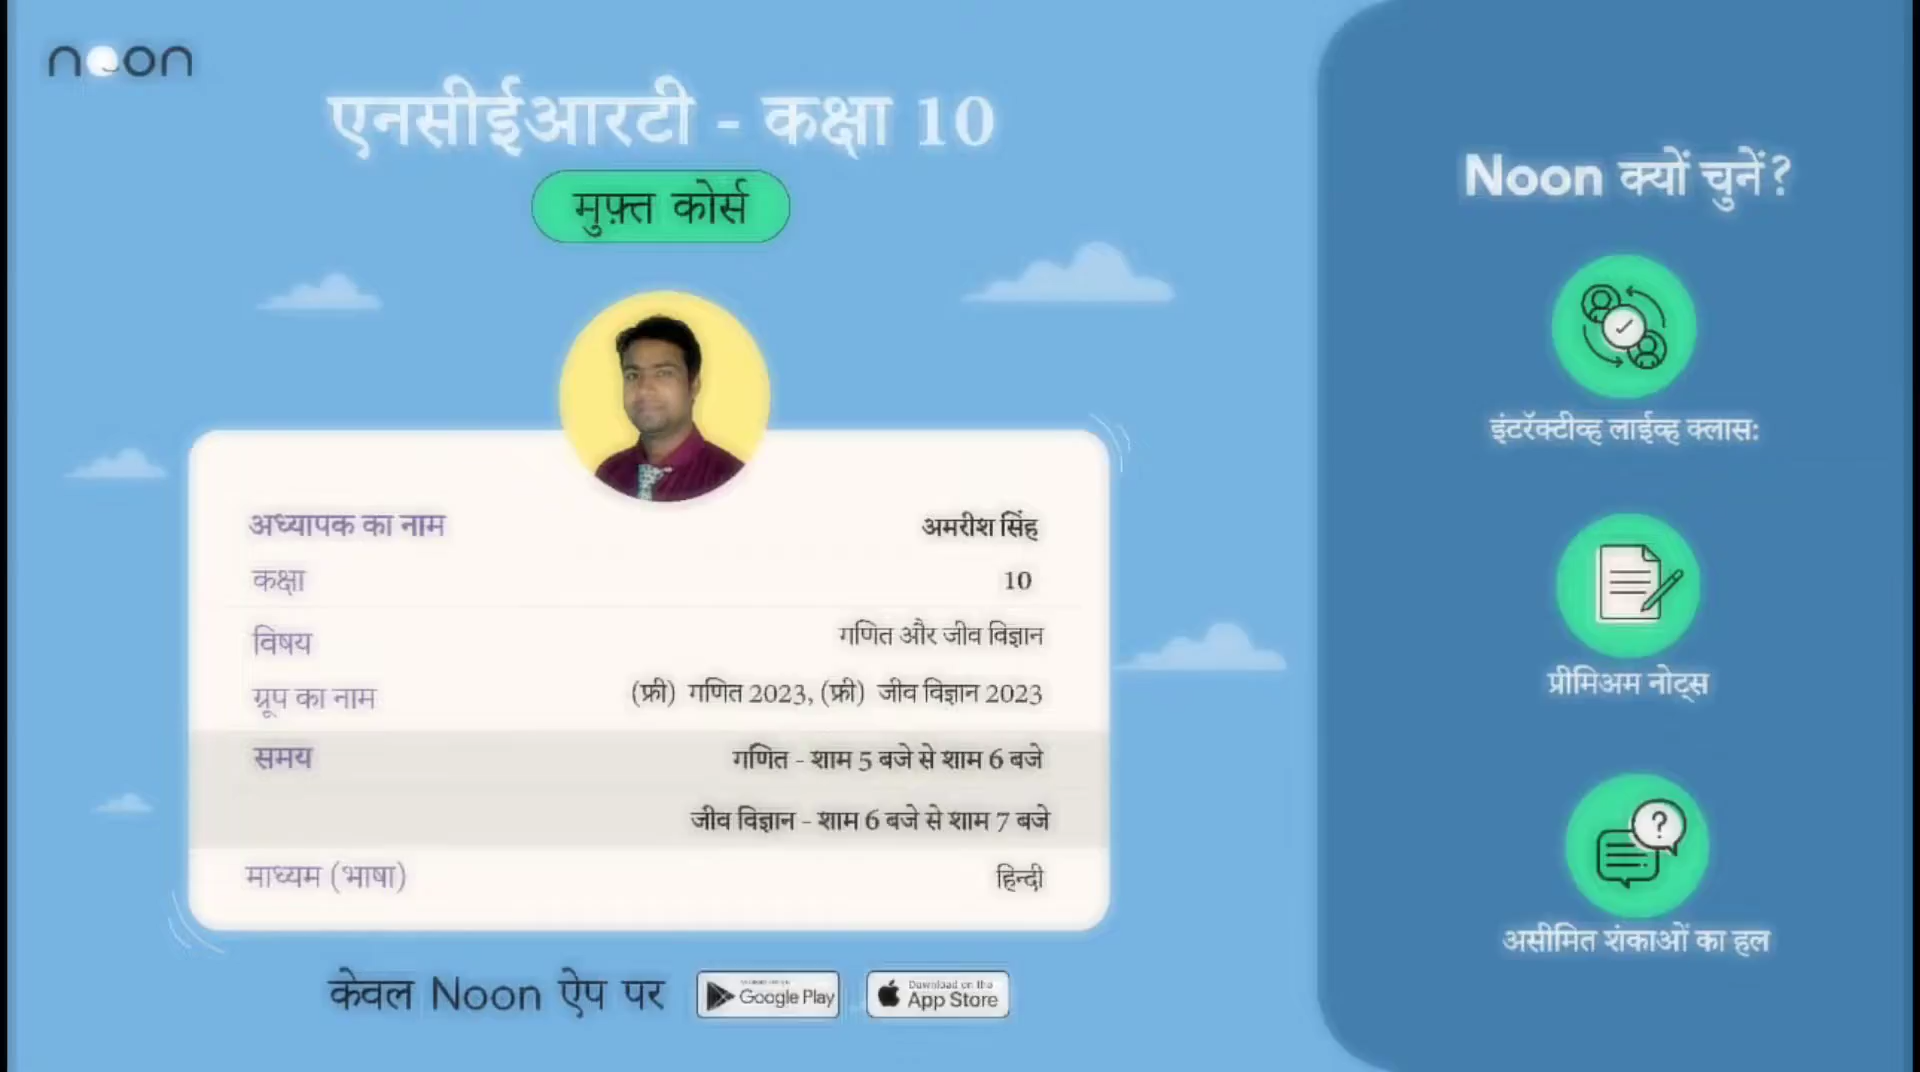 noon
एनसीईआरटी - कक्षा 10
मुफ़्त कोर्स
अध्यापक का नाम अमरीश सिंह
कक्षा 10
विषय गणित और जीव विज्ञान
ग्रूप का नाम (फ्री) गणित 2023, (फ्री) जीव विज्ञान 2023
समय गणित - शाम 5 बजे से शाम 6 बजे
जीव विज्ञान - शाम 6 बजे से शाम 7 बजे
माध्यम (भाषा) हिन्दी
केवल Noon ऐप पर
Google Play
Download on the
App Store
Noon क्यों चुनें?
इंटरॅक्टीव्ह लाईव्ह क्लास:
प्रीमिअम नोट्स
?
असीमित शंकाओं का हल